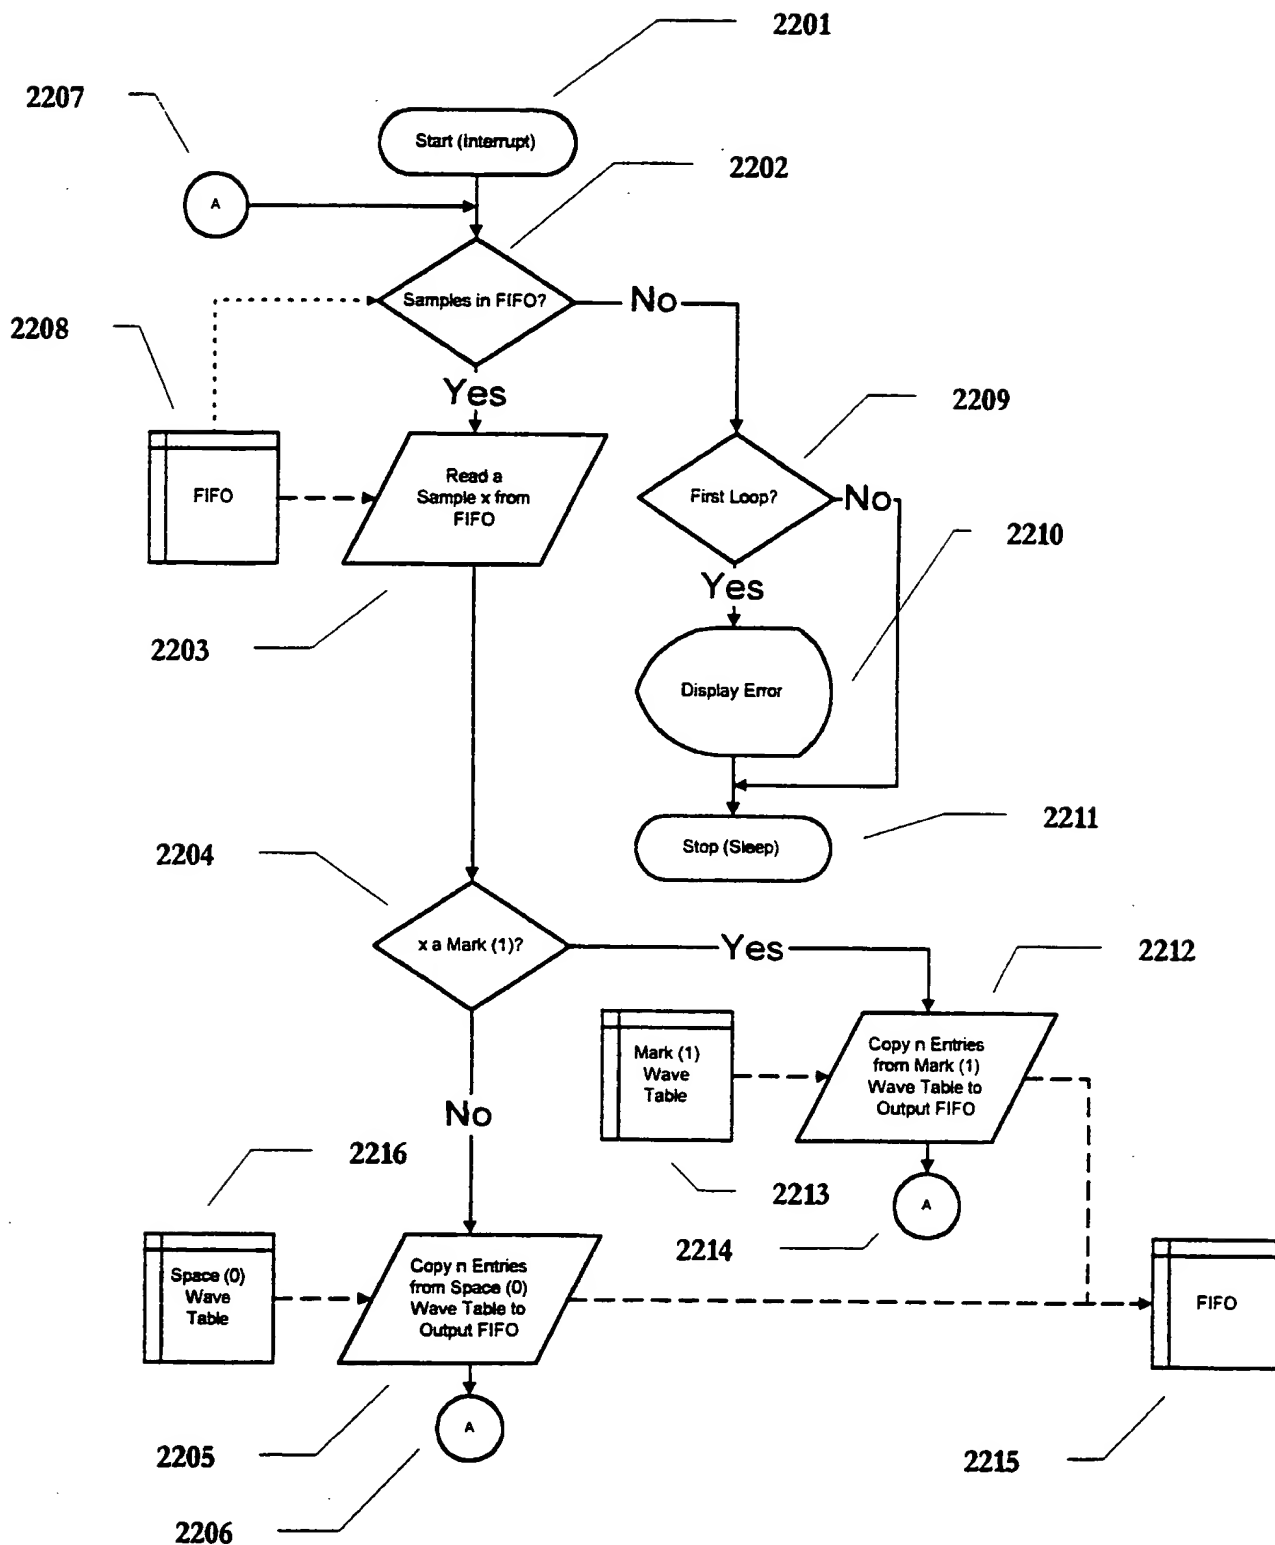 2201
2207
Start (Interrupt)
2202
A
Samples in FIFO?
No
2208
Yes
2209
FIFO
Read a
Sample x from
FIFO
First Loop?
No
2210
Yes
2203
Display Error
2211
Stop (Sleep)
2204
x a Mark (1)?
Yes
2212
Mark (1)
Wave
Table
Copy n Entries
from Mark (1)
Wave Table to
Output FIFO
No
2216
2213
A
2214
Space (0)
Wave
Table
Copy n Entries
from Space (0)
Wave Table to
Output FIFO
FIFO
A
2205
2215
2206